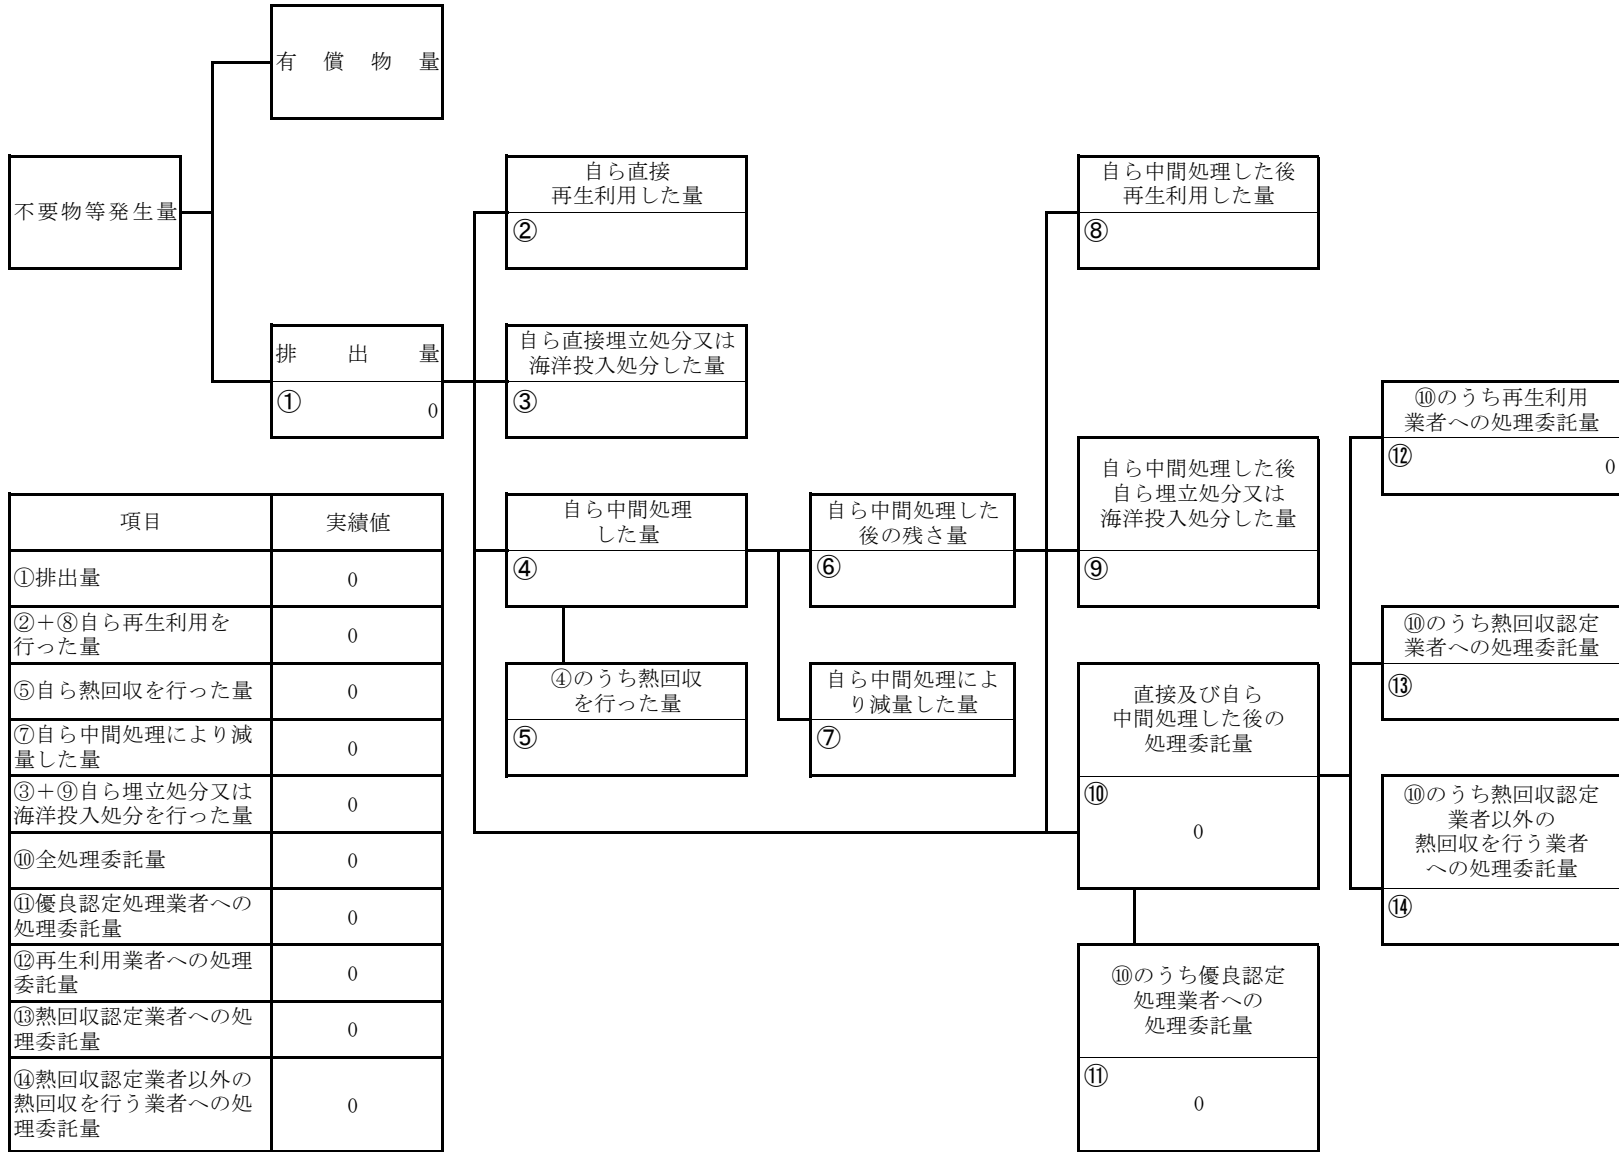 有償物量
不要物等発生量
排出量
①
0
自ら直接
再生利用した量
②
自ら直接埋立処分又は
海洋投入処分した量
③
自ら中間処理
した量
④
④のうち熱回収
を行った量
⑤
自ら中間処理した
後の残さ量
⑥
自ら中間処理によ
り減量した量
⑦
自ら中間処理した後
再生利用した量
⑧
自ら中間処理した後
自ら埋立処分又は
海洋投入処分した量
⑨
直接及び自ら
中間処理した後の
処理委託量
⑩
0
⑩のうち優良認定
処理業者への
処理委託量
⑪
0
⑩のうち再生利用
業者への処理委託量
⑫
0
⑩のうち熱回収認定
業者への処理委託量
⑬
⑩のうち熱回収認定
業者以外の
熱回収を行う業者
への処理委託量
⑭
項目 実績値
①排出量 0
②＋⑧自ら再生利用を
行った量 0
⑤自ら熱回収を行った量 0
⑦自ら中間処理により減
量した量 0
③＋⑨自ら埋立処分又は
海洋投入処分を行った量 0
⑩全処理委託量 0
⑪優良認定処理業者への
処理委託量 0
⑫再生利用業者への処理
委託量 0
⑬熱回収認定業者への処
理委託量 0
⑭熱回収認定業者以外の
熱回収を行う業者への処 0
理委託量